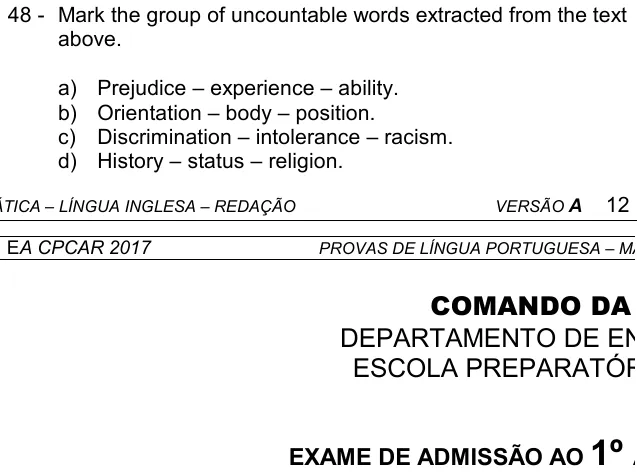 48 - Mark the group of uncountable words extracted from the text
above.
a) Prejudice – experience – ability.
b) Orientation – body – position.
c) Discrimination – intolerance – racism.
d) History – status – religion.
LÍNGUA INGLESA – REDAÇÃO VERSÃO A 12
EA CPCAR 2017 PROVAS DE LÍNGUA PORTUGUESA –
COMANDO DA
DEPARTAMENTO DE
ESCOLA
EXAME DE ADMISSÃO AO 1º